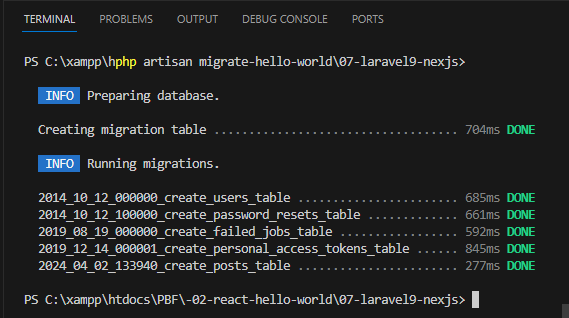 TERMINAL PROBLEMS OUTPUT DEBUG CONSOLE PORTS
PS C:\xampp\hphp artisan migrate-hello-world\07-laravel9-nexjs>
INFO Preparing database.
Creating migration table .................................. 704ms DONE
INFO Running migrations.
2014_10_12_000000_create_users_table ...................... 685ms DONE
2014_10_12_100000_create_password_resets_table ............ 661ms DONE
2019_08_19_000000_create_failed_jobs_table ................ 592ms DONE
2019_12_14_000001_create_personal_access_tokens_table ..... 845ms DONE
2024_04_02_133940_create_posts_table ...................... 277ms DONE
PS C:\xampp\htdocs\PBF\-02-react-hello-world\07-laravel9-nexjs>